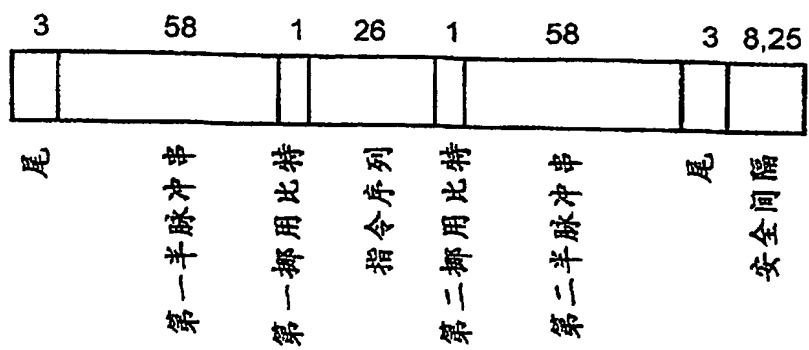 3 58 1 26 1 58 3 8,25
尾
第一半脉冲串
第一挪用比特
指令序列
第二挪用比特
第二半脉冲串
尾
安全间隔